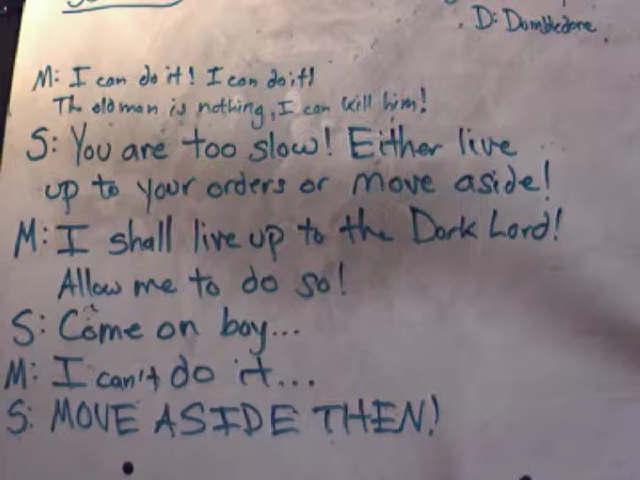 D: Dombledore
M: I can do it! I can do it!
The old man is nothing, I can kill him!
S: You are too slow! Either live
up to your orders or move aside!
M: I shall live up to the Dark Lord!
Allow me to do so!
S: Come on boy...
M: I can't do it...
S: MOVE ASIDE THEN!